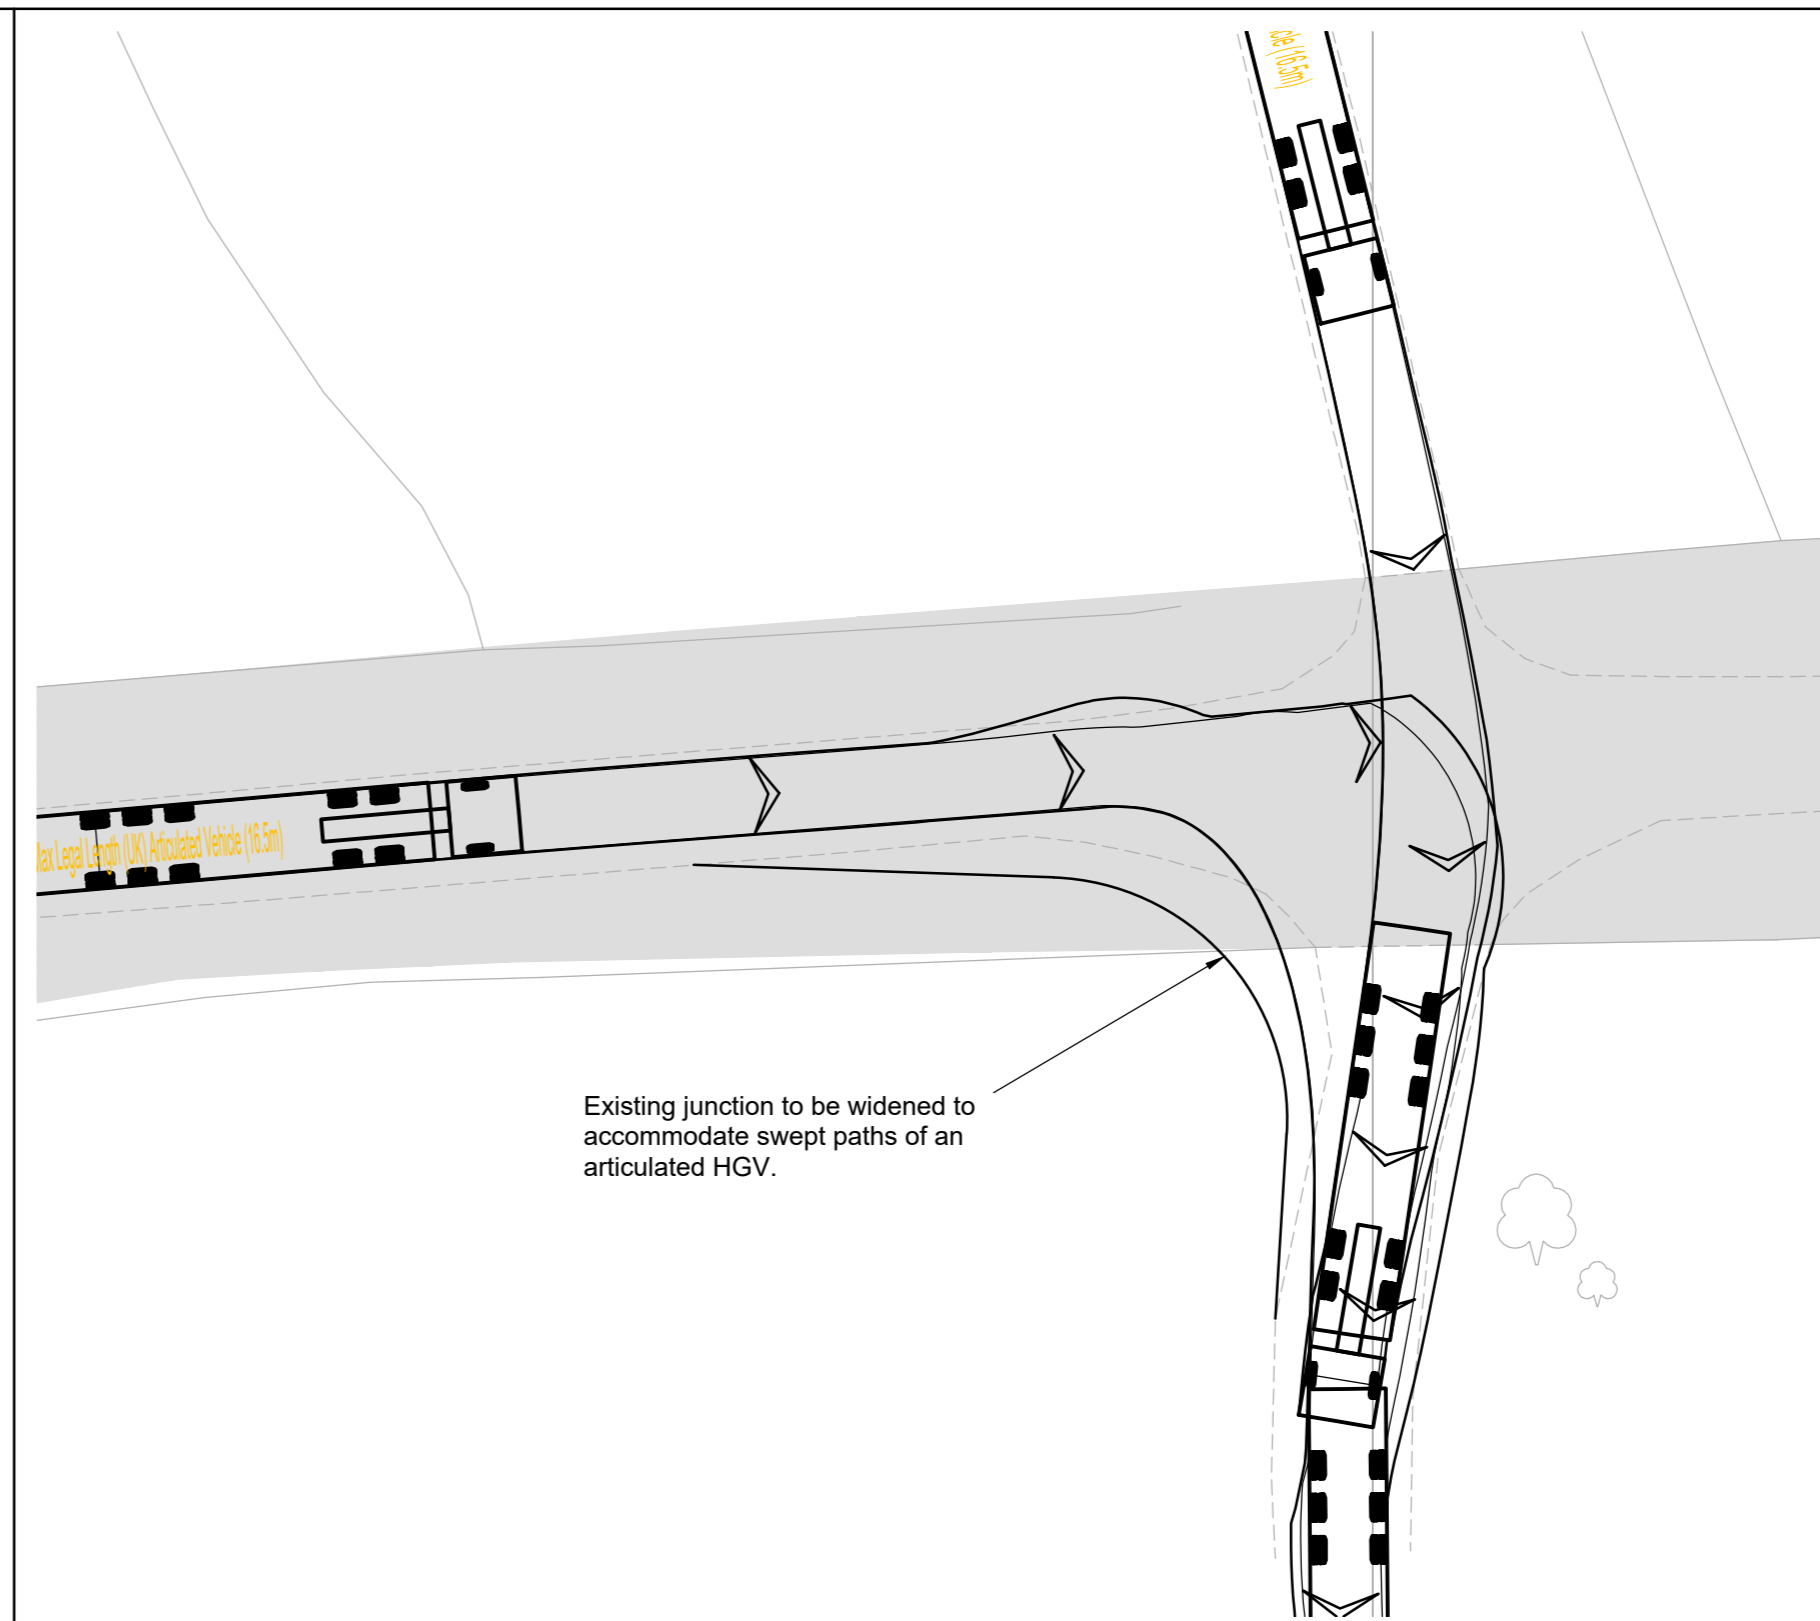 cle (16.5m)
Max Legal Length (UK) Articulated Vehicle (16.5m)
Existing junction to be widened to
accommodate swept paths of an
articulated HGV.